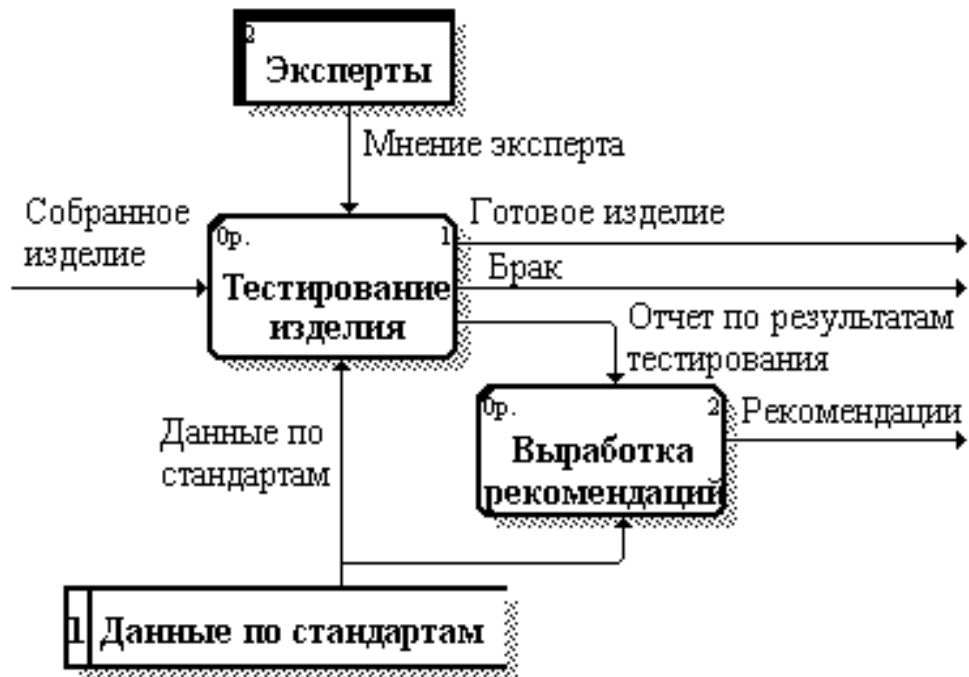 2
Эксперты
Мнение эксперта
Собранное
изделие
Готовое изделие
0р.
1
Брак
Тестирование
изделия
Отчет по результатам
тестирования
0р.
2
Рекомендации
Данные по
стандартам
Выработка
рекомендаций
1
Данные по стандартам